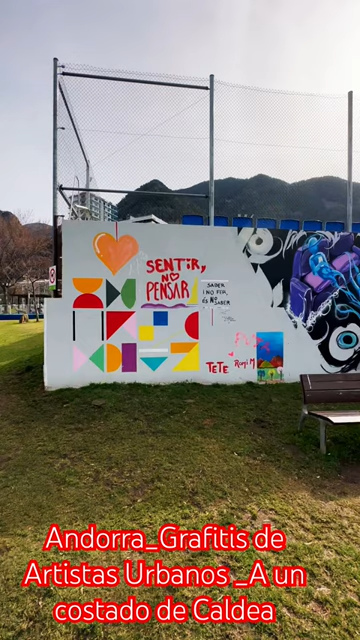 SENTIR,
NO
PENSAR
SABER
I NO FER,
éS NO
SABER
TETE
Rogi M
Andorra_Grafitis de
Artistas Urbanos _A un
costado de Caldea